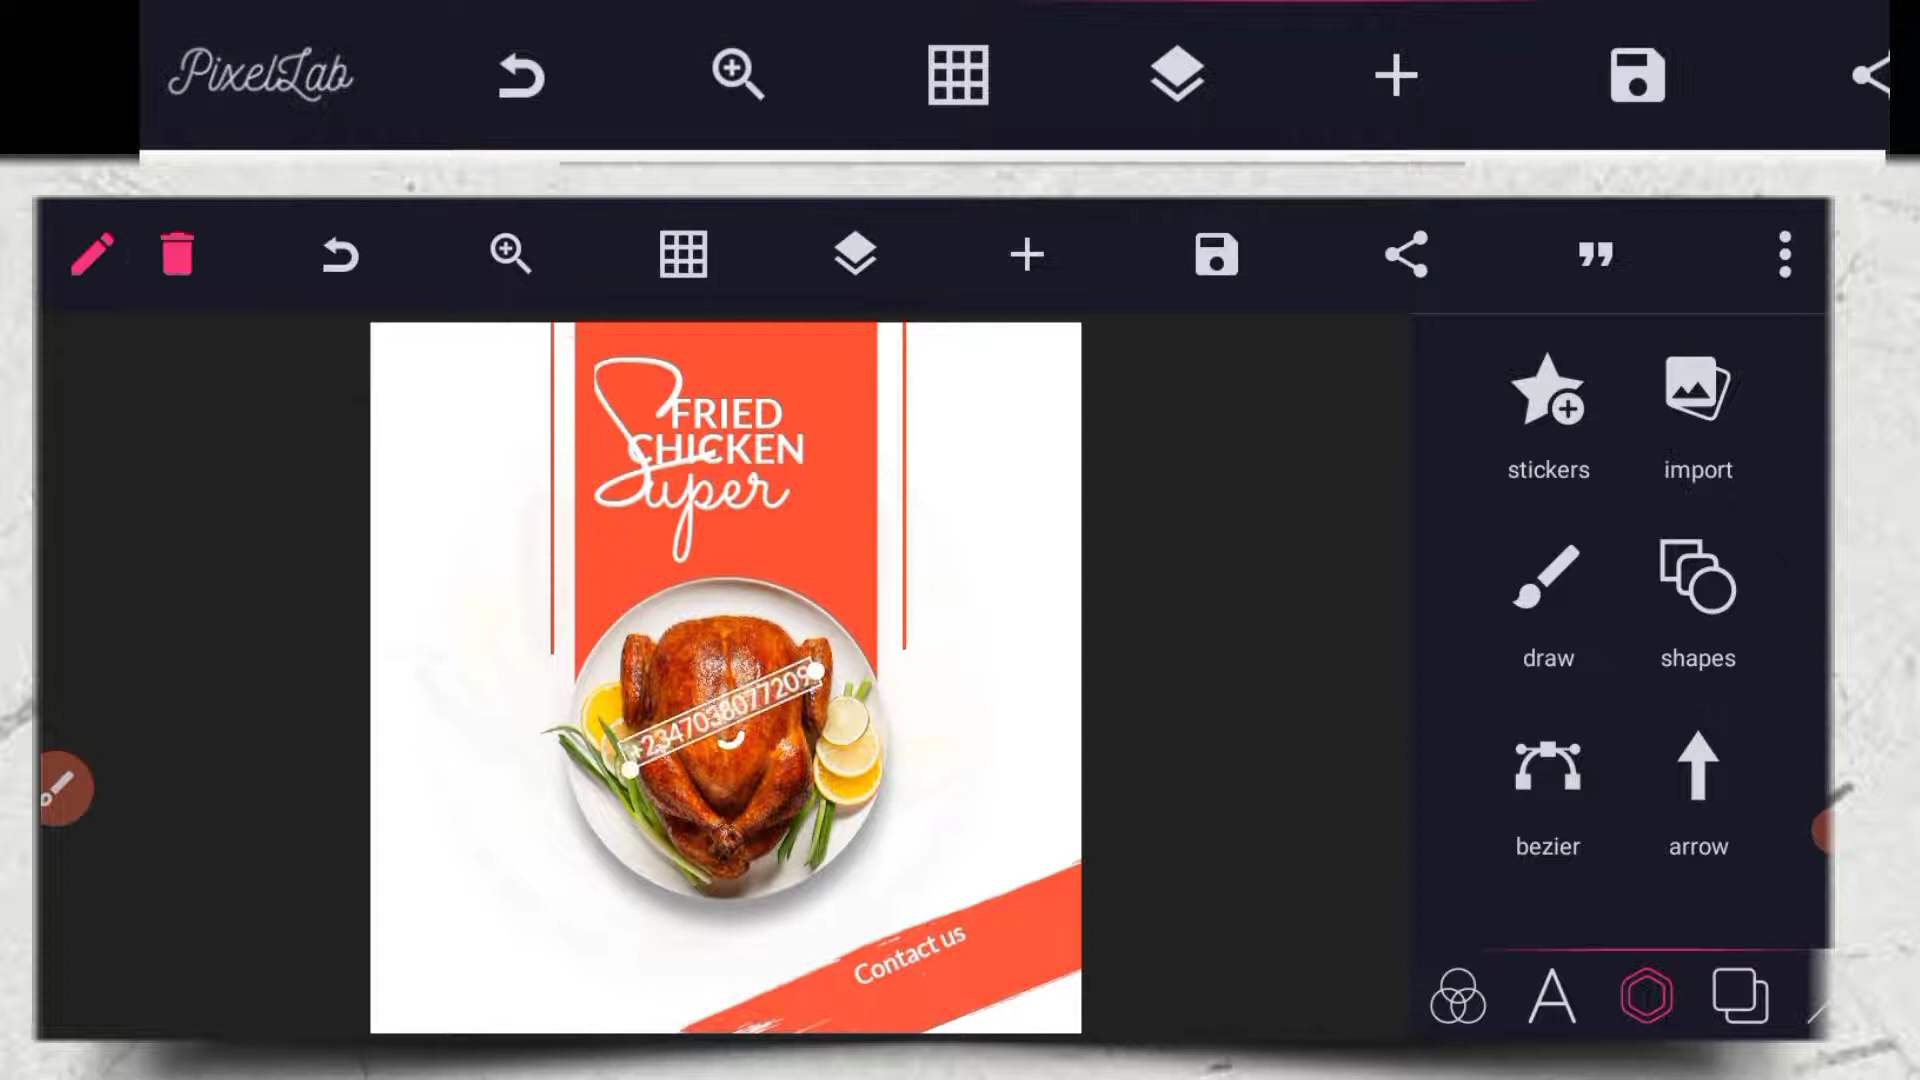 PixelLab
FRIED
CHICKEN
Super
+2347038077209
Contact us
stickers
import
draw
shapes
bezier
arrow